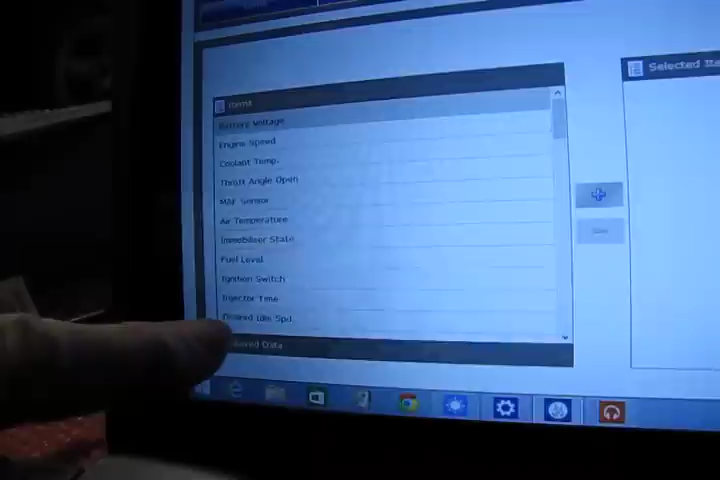 Items
Selected
Battery Voltage
Engine Speed
Coolant Temp.
Thrott Angle Open
MAF Sensor
Air Temperature
Immobiliser State
Fuel Level
Ignition Switch
Injector Time
Desired Idle Spd.
Data